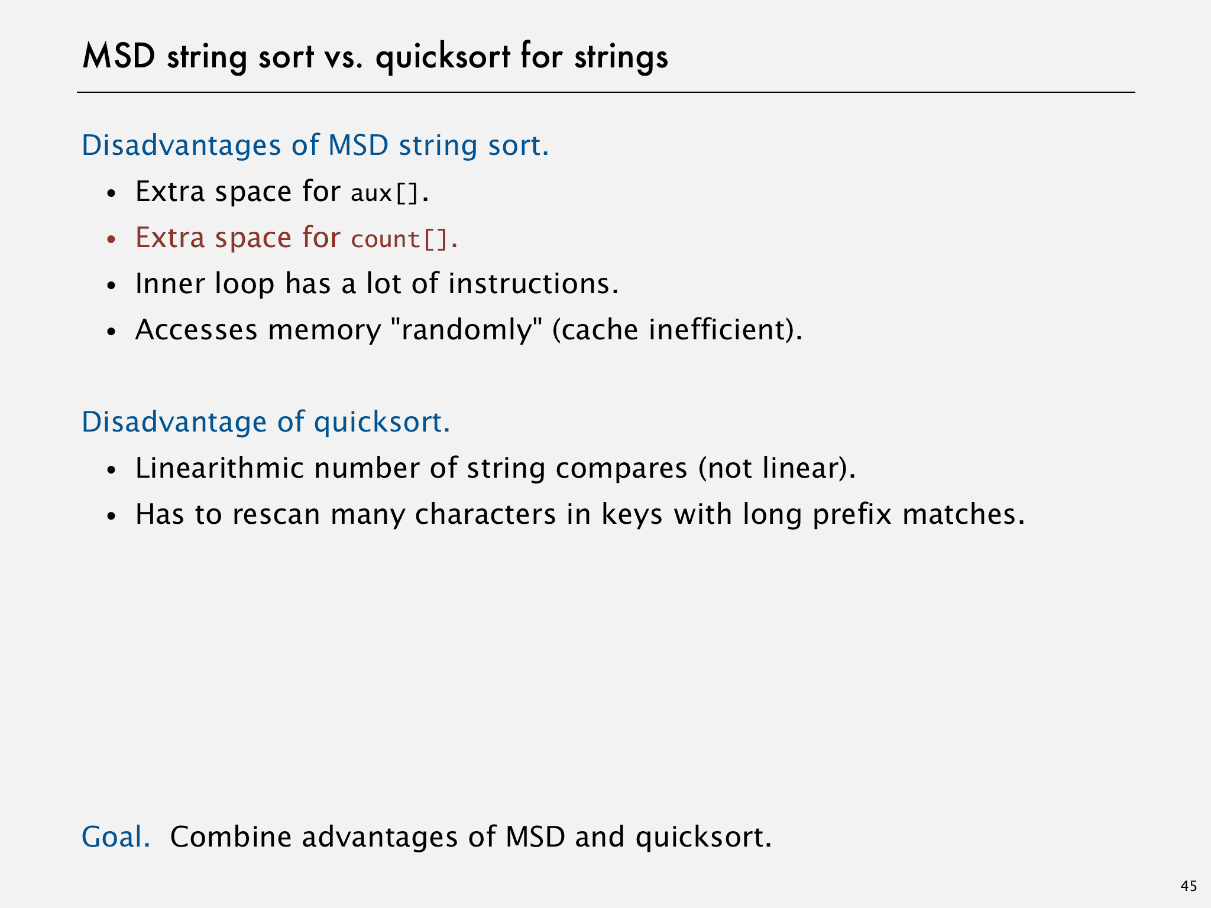 MSD string sort vs. quicksort for strings
Disadvantages of MSD string sort.
• Extra space for aux[].
• Extra space for count[].
• Inner loop has a lot of instructions.
• Accesses memory "randomly" (cache inefficient).
Disadvantage of quicksort.
• Linearithmic number of string compares (not linear).
• Has to rescan many characters in keys with long prefix matches.
Goal. Combine advantages of MSD and quicksort.
45